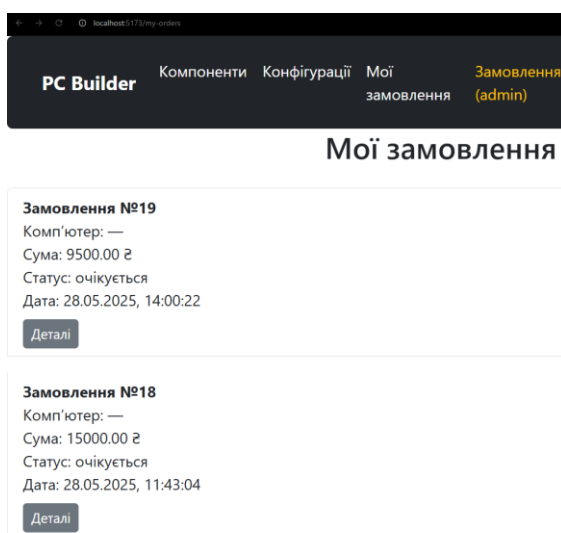 localhost:5173/my-orders
PC Builder
Компоненти
Конфігурації
Мої
замовлення
Замовлення
(admin)
Мої замовлення
Замовлення №19
Комп’ютер: —
Сума: 9500.00 ₴
Статус: очікується
Дата: 28.05.2025, 14:00:22
Деталі
Замовлення №18
Комп’ютер: —
Сума: 15000.00 ₴
Статус: очікується
Дата: 28.05.2025, 11:43:04
Деталі